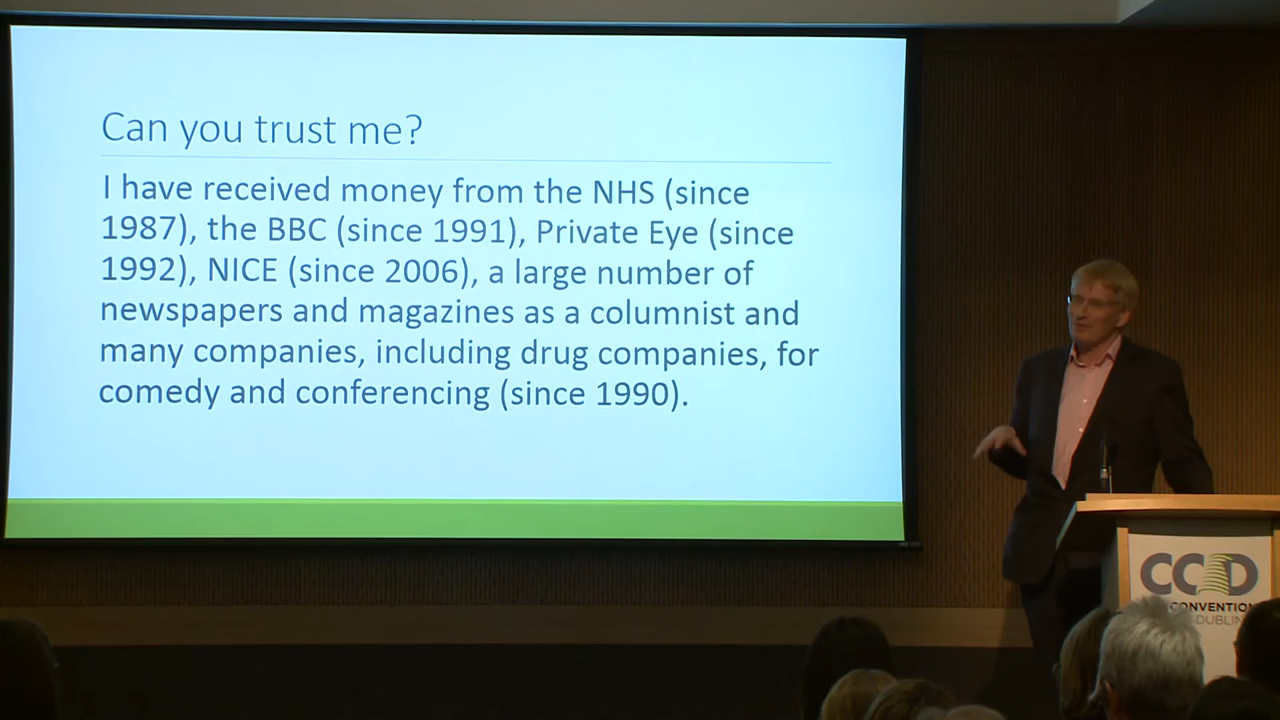 Can you trust me?
I have received money from the NHS (since
1987), the BBC (since 1991), Private Eye (since
1992), NICE (since 2006), a large number of
newspapers and magazines as a columnist and
many companies, including drug companies, for
comedy and conferencing (since 1990).
CCD
CONVENTION
DUBLIN